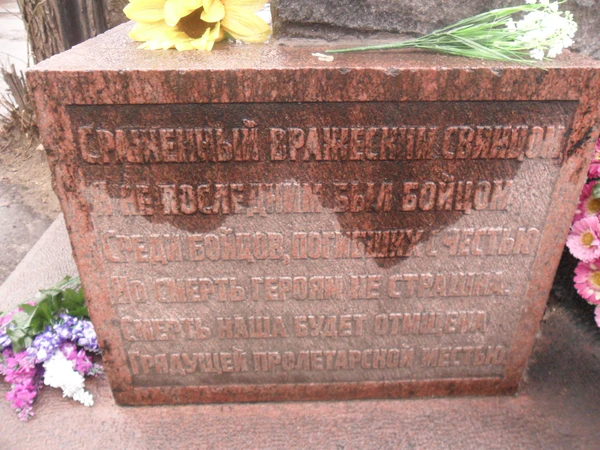 Сраженный вражеским свинцом
Я не последним был бойцом
Среди бойцов, погибших с честью
Но смерть героям не страшна.
Смерть наша будет отмщена
Грядущей пролетарской местью